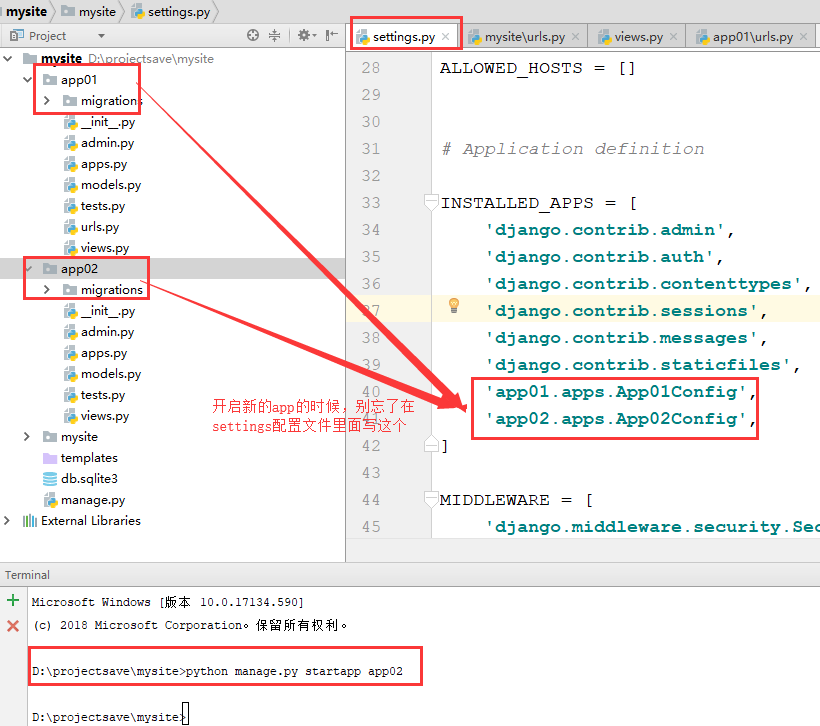 mysite mysite settings.py
Project
settings.py mysite\urls.py views.py app01\urls.py
mysite D:\projectsave\mysite
app01
migrations
__init__.py
admin.py
apps.py
models.py
tests.py
urls.py
views.py
app02
migrations
__init__.py
admin.py
apps.py
models.py
tests.py
views.py
mysite
templates
db.sqlite3
manage.py
External Libraries
28 ALLOWED_HOSTS = []
29
30
31 # Application definition
32
33 INSTALLED_APPS = [
34 'django.contrib.admin',
35 'django.contrib.auth',
36 'django.contrib.contenttypes',
37 'django.contrib.sessions',
38 'django.contrib.messages',
39 'django.contrib.staticfiles',
40 'app01.apps.App01Config',
41 'app02.apps.App02Config',
42 ]
43
44 MIDDLEWARE = [
45 'django.middleware.security.Sec
开启新的app的时候，别忘了在
settings配置文件里面写这个
Terminal
Microsoft Windows [版本 10.0.17134.590]
(c) 2018 Microsoft Corporation。保留所有权利。
D:\projectsave\mysite>python manage.py startapp app02
D:\projectsave\mysite>